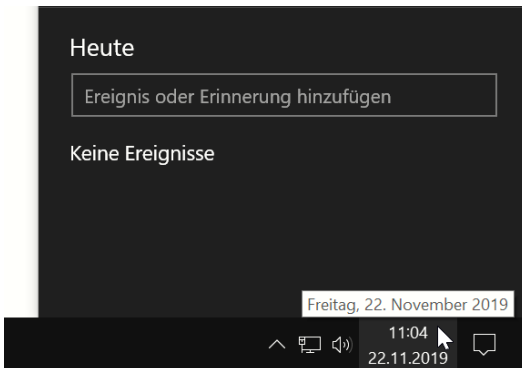 Heute
Ereignis oder Erinnerung hinzufügen
Keine Ereignisse
Freitag, 22. November 2019
11:04
22.11.2019